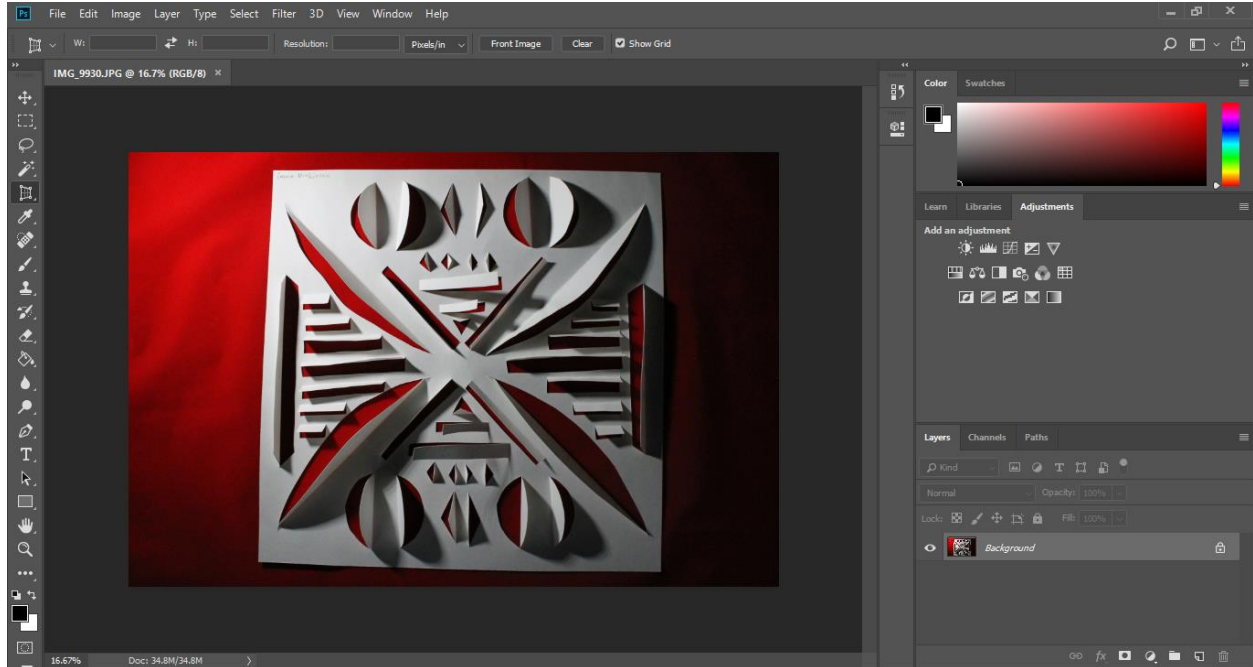 Ps File Edit Image Layer Type Select Filter 3D View Window Help
W: H: Resolution: Pixels/in Front Image Clear Show Grid
IMG_9930.JPG @ 16.7% (RGB/8) ×
Color Swatches
Learn Libraries Adjustments
Add an adjustment
Layers Channels Paths
Kind
Normal Opacity: 100%
Lock: Fill: 100%
Background
fx
16.67% Doc: 34.8M/34.8M